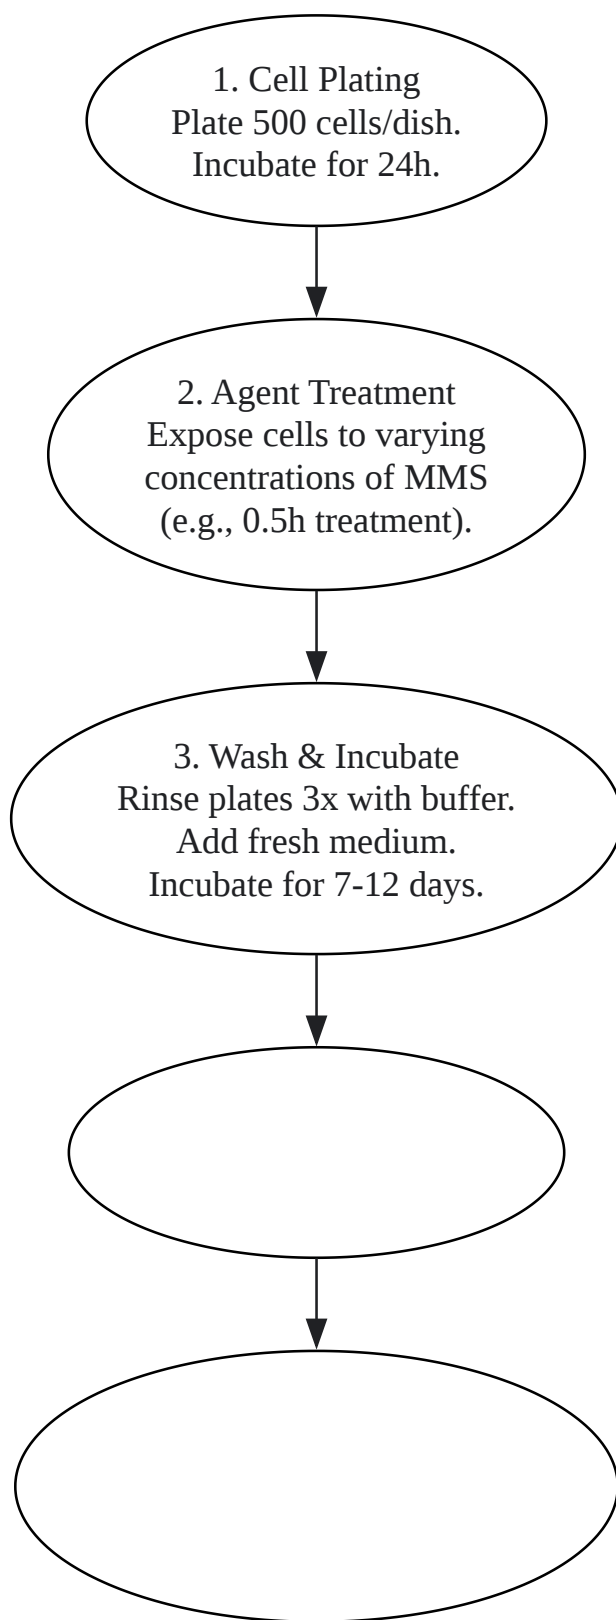 1. Cell Plating
Plate 500 cells/dish.
Incubate for 24h.
2. Agent Treatment
Expose cells to varying
concentrations of MMS
(e.g., 0.5h treatment).
3. Wash & Incubate
Rinse plates 3x with buffer.
Add fresh medium.
Incubate for 7-12 days.